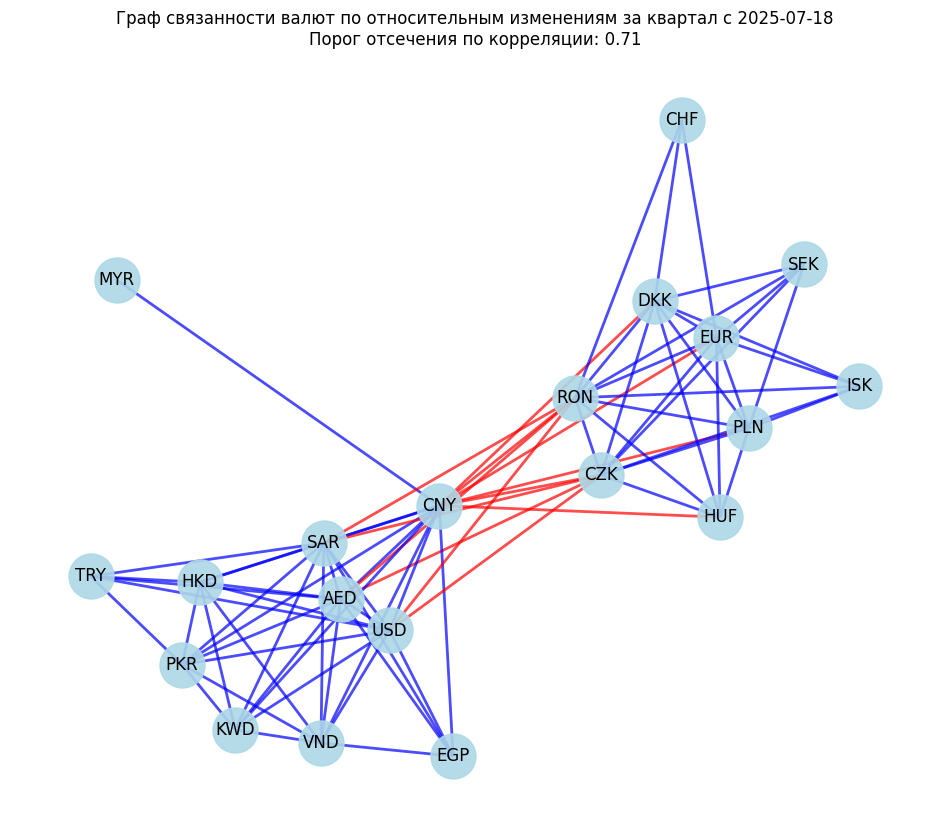 Граф связанности валют по относительным изменениям за квартал с 2025-07-18
Порог отсечения по корреляции: 0.71
CHF
SEK
MYR
DKK
EUR
ISK
RON
PLN
CZK
CNY
HUF
SAR
TRY
HKD
AED
USD
PKR
KWD
VND
EGP